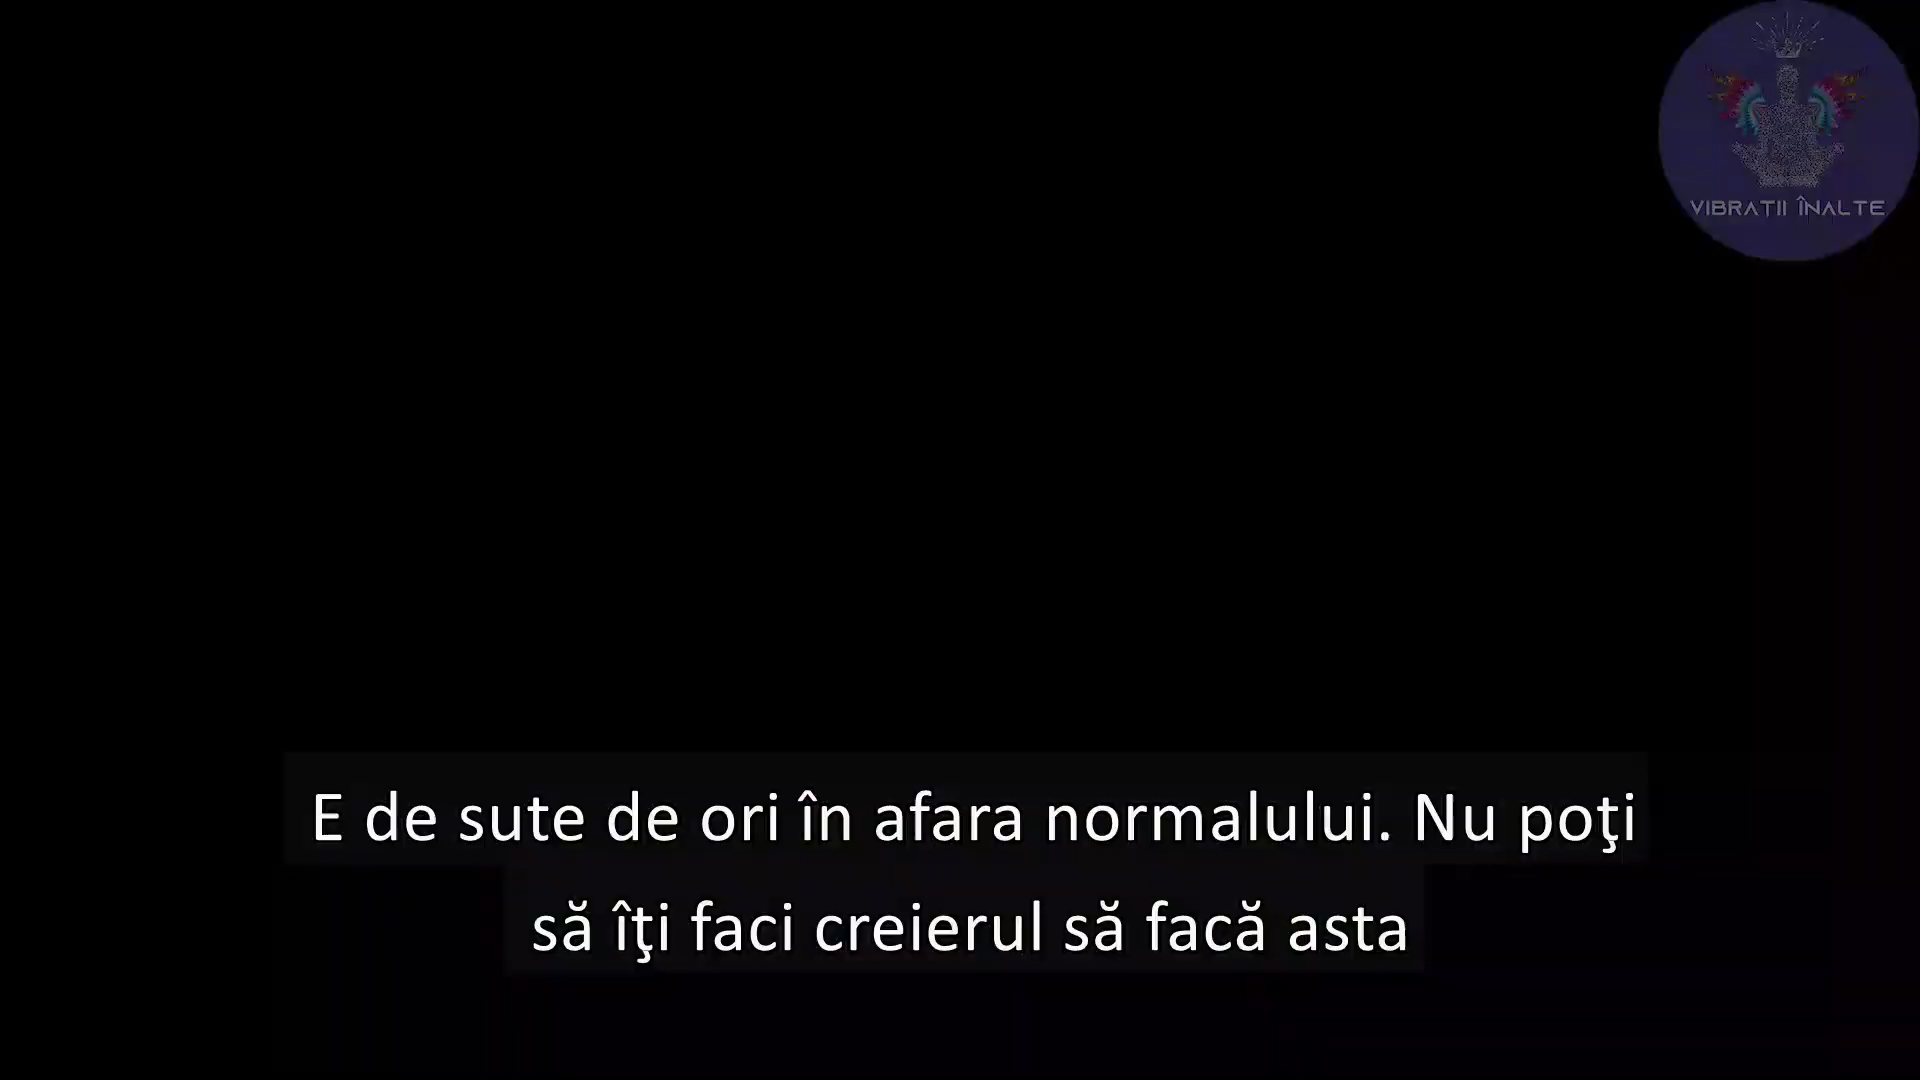 VIBRATII ÎNALTE
E de sute de ori în afara normalului. Nu poţi
să îţi faci creierul să facă asta